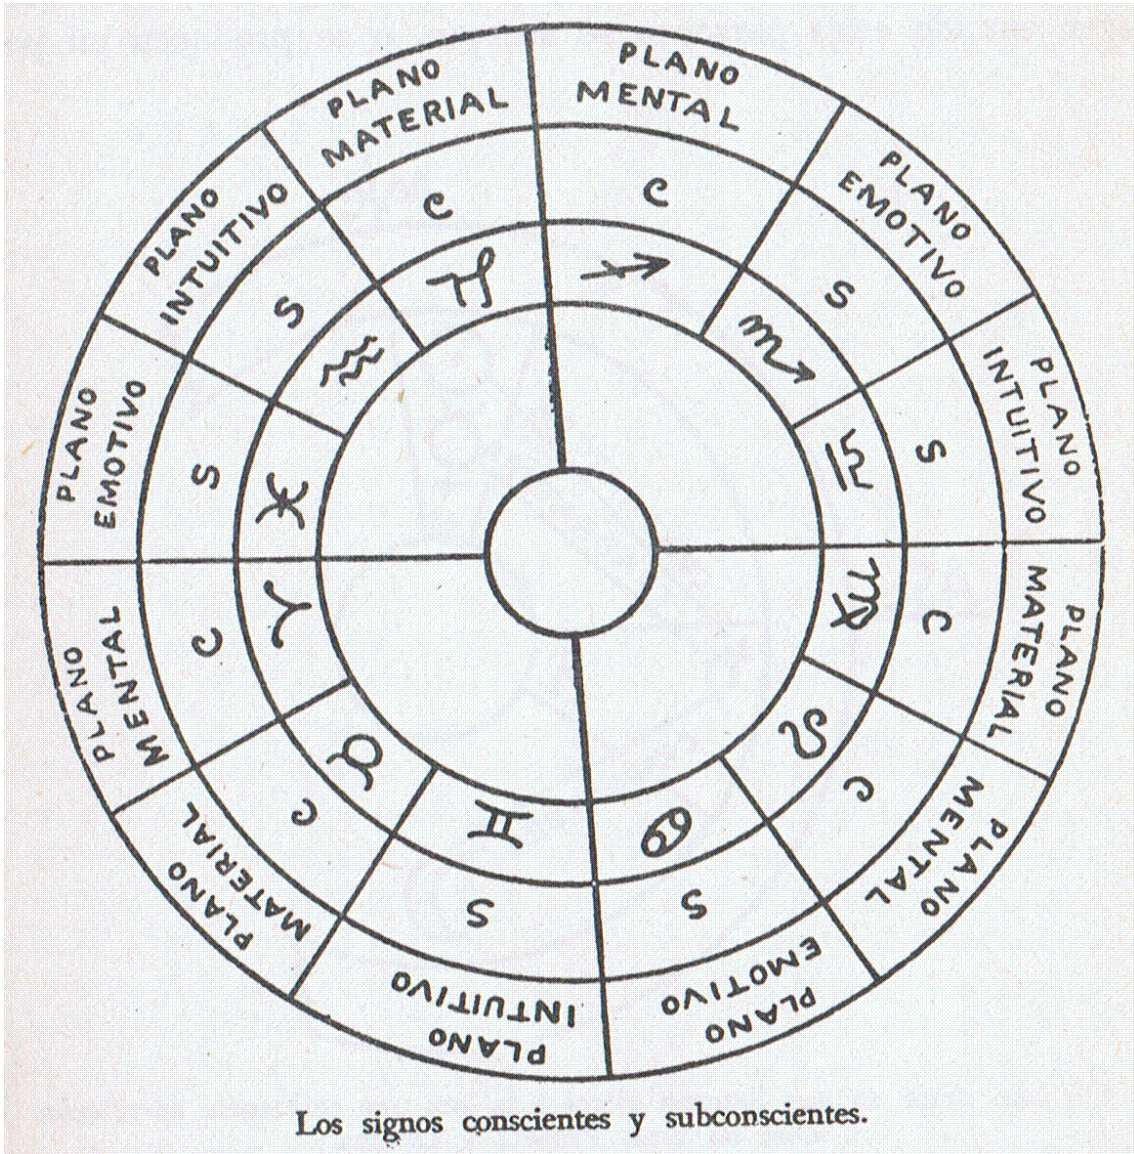 PLANO
MENTAL
C
♐
PLANO
EMOTIVO
S
♏
PLANO
INTUITIVO
S
♎
PLANO
MATERIAL
C
♍
PLANO
MENTAL
C
♌
PLANO
EMOTIVO
S
♋
PLANO
INTUITIVO
S
♊
PLANO
MATERIAL
C
♉
PLANO
MENTAL
C
♈
PLANO
EMOTIVO
S
♓
PLANO
INTUITIVO
S
♒
PLANO
MATERIAL
C
♑
Los signos conscientes y subconscientes.